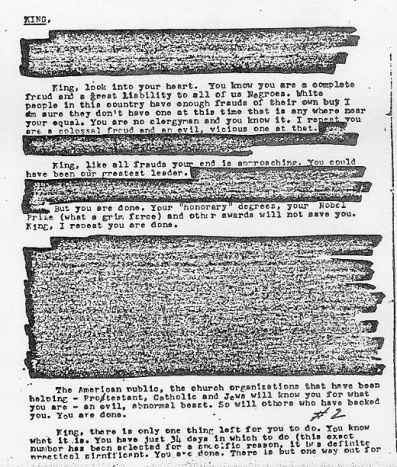 KING,
King, look into your heart. You know you are a complete
fraud and a great liability to all of us Negroes. White
people in this country have enough frauds of their own but I
am sure they don't have one at this time that is any where near
your equal. You are no clergyman and you know it. I repeat you
are a colossal fraud and an evil, vicious one at that.
King, like all frauds your end is approaching. You could
have been our greatest leader.
But you are done. Your "honorary" degrees, your Nobel
Prize (what a grim farce) and other awards will not save you.
King, I repeat you are done.
The American public, the church organizations that have been
helping - Protestant, Catholic and Jews will know you for what
you are - an evil, abnormal beast. So will others who have backed
you. You are done.
#2
King, there is only one thing left for you to do. You know
what it is. You have just 34 days in which to do (this exact
number has been selected for a specific reason, it has definite
practical significant. You are done. There is but one way out for